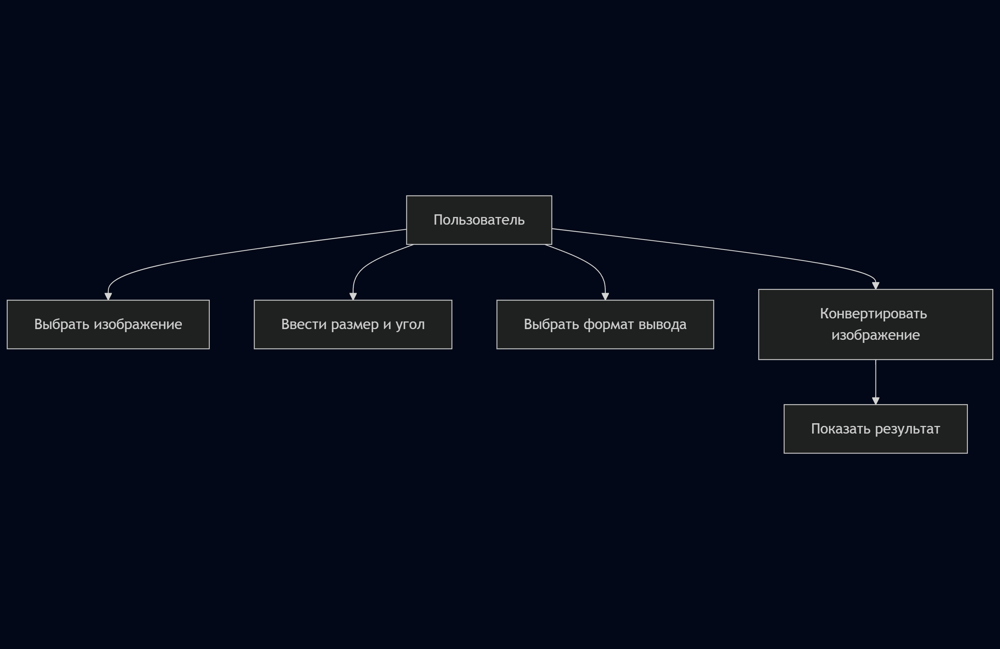 Пользователь
Выбрать изображение
Ввести размер и угол
Выбрать формат вывода
Конвертировать
изображение
Показать результат